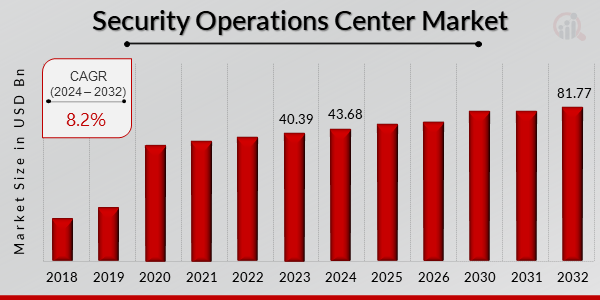 Security Operations Center Market
CAGR
(2024 – 2032)
8.2%
Market Size in USD Bn
40.39
43.68
81.77
2018 2019 2020 2021 2022 2023 2024 2025 2026 2030 2031 2032